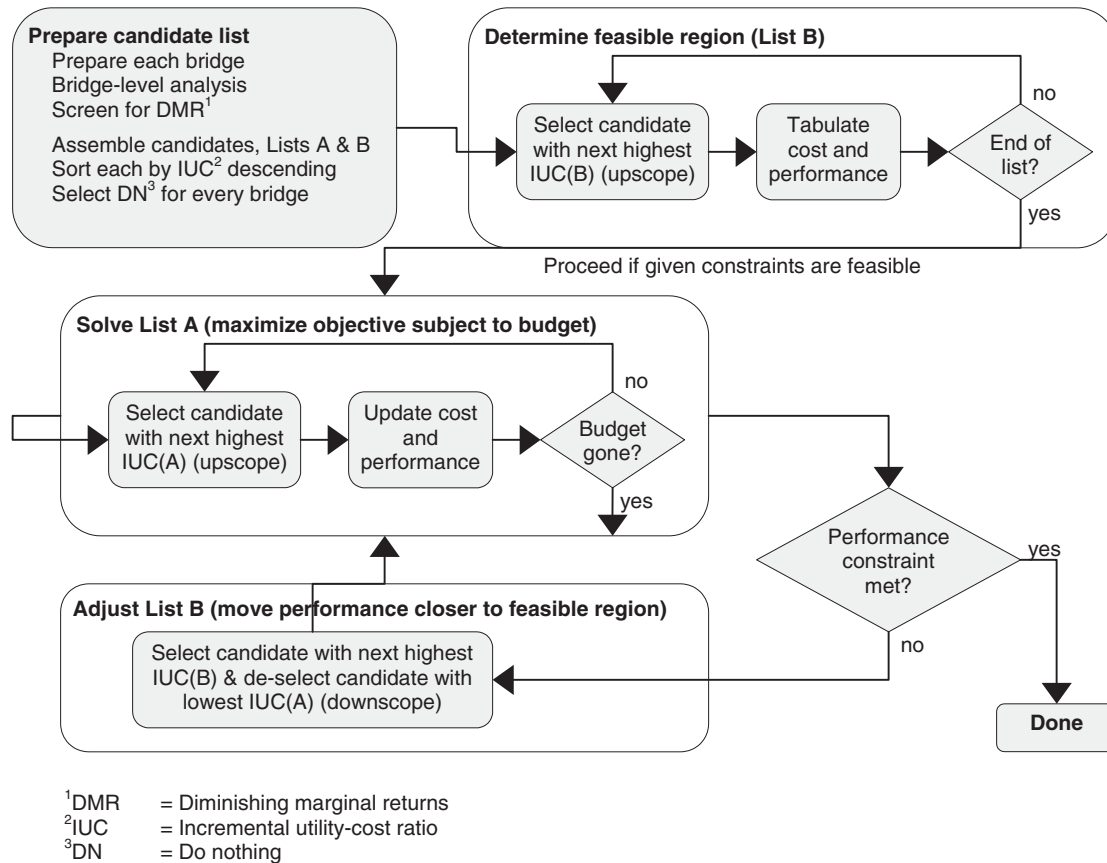 Prepare candidate list
Prepare each bridge
Bridge-level analysis
Screen for DMR¹
Assemble candidates, Lists A & B
Sort each by IUC² descending
Select DN³ for every bridge
Determine feasible region (List B)
Select candidate
with next highest
IUC(B) (upscope)
Tabulate
cost and
performance
End of
list?
no
yes
Proceed if given constraints are feasible
Solve List A (maximize objective subject to budget)
Select candidate
with next highest
IUC(A) (upscope)
Update cost
and
performance
Budget
gone?
no
yes
Performance
constraint
met?
yes
no
Adjust List B (move performance closer to feasible region)
Select candidate with next highest
IUC(B) & de-select candidate with
lowest IUC(A) (downscope)
Done
¹DMR = Diminishing marginal returns
²IUC = Incremental utility-cost ratio
³DN = Do nothing